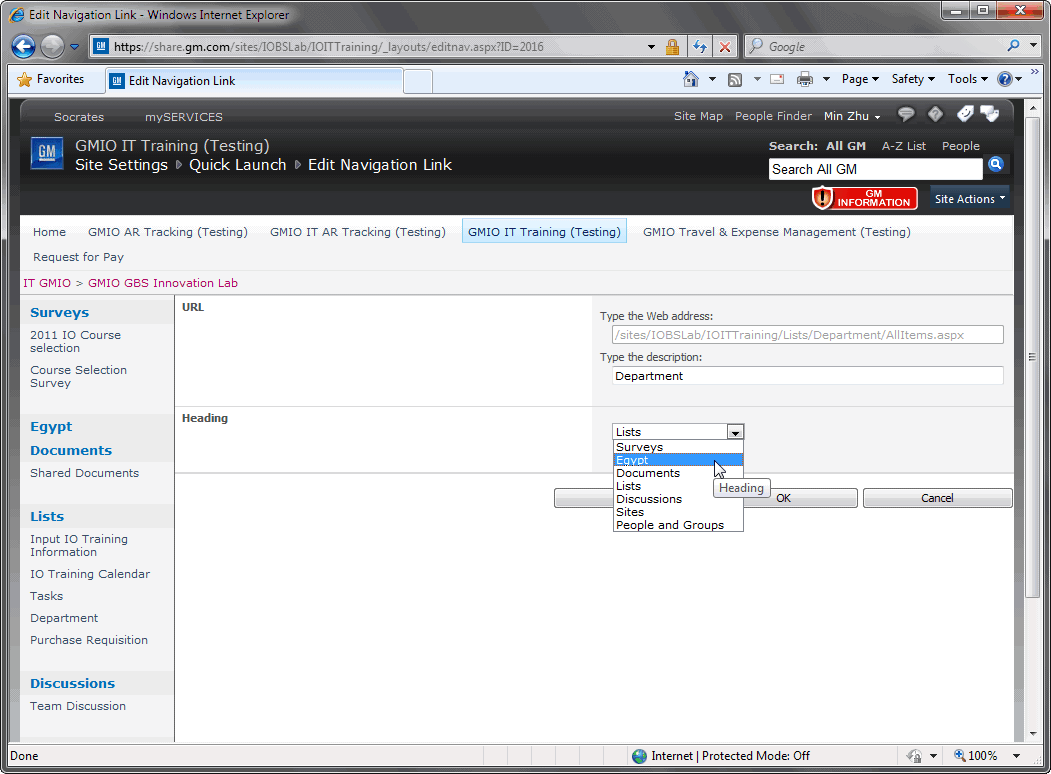 Edit Navigation Link - Windows Internet Explorer
GM https://share.gm.com/sites/IOBSLab/IOITTraining/_layouts/editnav.aspx?ID=2016
Google
Favorites
GM Edit Navigation Link
Page Safety Tools »
Socrates mySERVICES
Site Map People Finder Min Zhu
GM
GMIO IT Training (Testing)
Site Settings Quick Launch Edit Navigation Link
Search: All GM A-Z List People
Search All GM
GM
INFORMATION
Site Actions
Home GMIO AR Tracking (Testing) GMIO IT AR Tracking (Testing) GMIO IT Training (Testing) GMIO Travel & Expense Management (Testing)
Request for Pay
IT GMIO > GMIO GBS Innovation Lab
Surveys
2011 IO Course
selection
Course Selection
Survey
Egypt
Documents
Shared Documents
Lists
Input IO Training
Information
IO Training Calendar
Tasks
Department
Purchase Requisition
Discussions
Team Discussion
URL
Type the Web address:
/sites/IOBSLab/IOITTraining/Lists/Department/AllItems.aspx
Type the description:
Department
Heading
Lists
Surveys
Egypt
Documents
Lists
Discussions
Sites
People and Groups
Heading
OK
Cancel
Done
Internet | Protected Mode: Off
100%